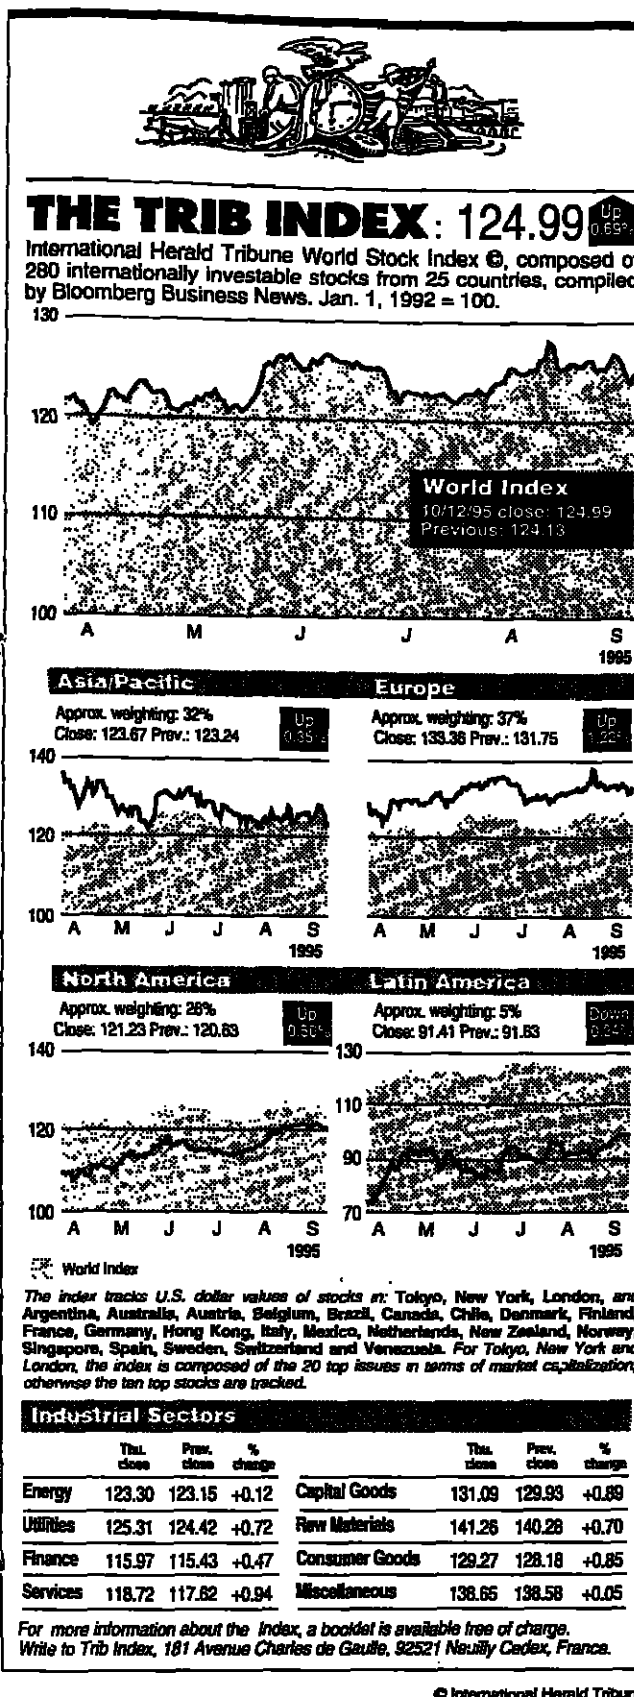 THE TRIB INDEX: 124.99 Up 0.69%
International Herald Tribune World Stock Index ©, composed of
280 internationally investable stocks from 25 countries, compiled
by Bloomberg Business News. Jan. 1, 1992 = 100.
130
120
110
100
World Index
10/12/95 close: 124.99
Previous: 124.13
A M J J A S
1995
Asia/Pacific
Approx. weighting: 32%
Close: 123.67 Prev.: 123.24
Up
0.35%
140
120
100
A M J J A S
1995
Europe
Approx. weighting: 37%
Close: 133.36 Prev.: 131.75
Up
A M J J A S
1995
North America
Approx. weighting: 26%
Close: 121.23 Prev.: 120.63
Up
0.50%
140
120
100
A M J J A S
1995
Latin America
Approx. weighting: 5%
Close: 91.41 Prev.: 91.63
Down
0.24%
130
110
90
70
A M J J A S
1995
World Index
The index tracks U.S. dollar values of stocks in: Tokyo, New York, London, and
Argentina, Australia, Austria, Belgium, Brazil, Canada, Chile, Denmark, Finland,
France, Germany, Hong Kong, Italy, Mexico, Netherlands, New Zealand, Norway,
Singapore, Spain, Sweden, Switzerland and Venezuela. For Tokyo, New York and
London, the index is composed of the 20 top issues in terms of market capitalization,
otherwise the ten top stocks are tracked.
Industrial Sectors
Thu. close Prev. close % change Thu. close Prev. close % change
Energy 123.30 123.15 +0.12 Capital Goods 131.09 129.93 +0.89
Utilities 125.31 124.42 +0.72 Raw Materials 141.26 140.28 +0.70
Finance 115.97 115.43 +0.47 Consumer Goods 129.27 128.18 +0.85
Services 118.72 117.62 +0.94 Miscellaneous 138.65 138.58 +0.05
For more information about the Index, a booklet is available free of charge.
Write to Trib Index, 181 Avenue Charles de Gaulle, 92521 Neuilly Cedex, France.
© International Herald Tribune